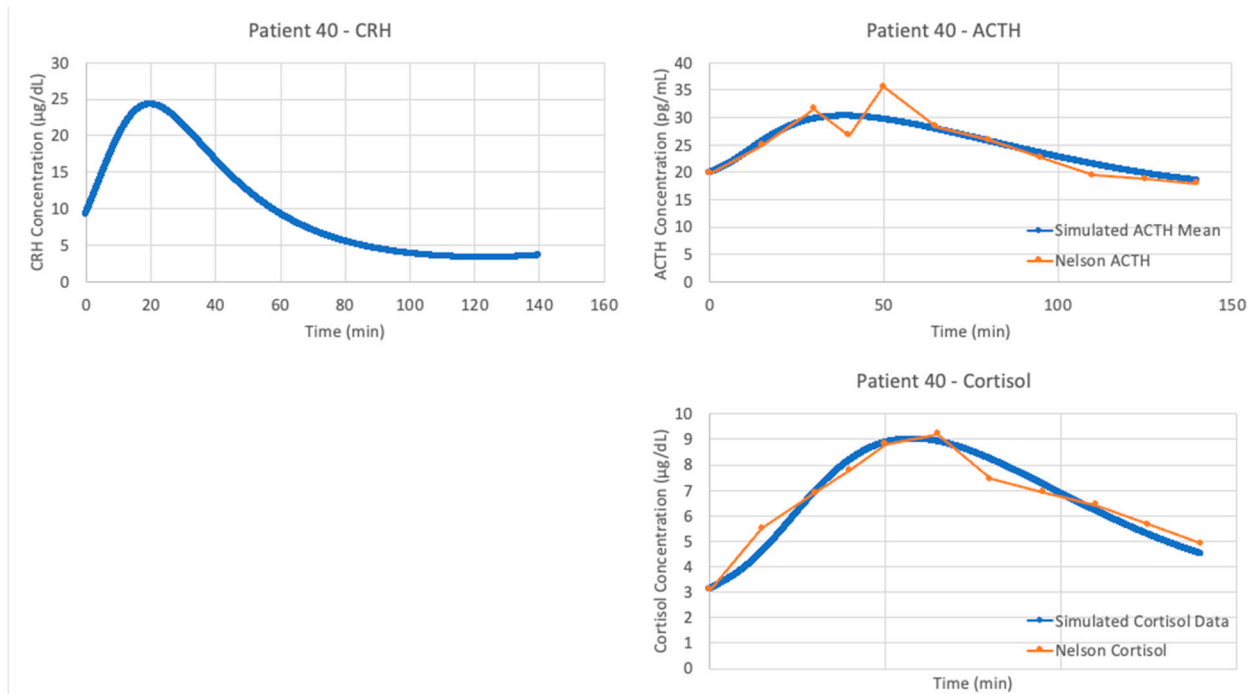 Patient 40 - CRH
CRH Concentration (µg/dL)
30
25
20
15
10
5
0
0 20 40 60 80 100 120 140 160
Time (min)
Patient 40 - ACTH
ACTH Concentration (pg/mL)
40
35
30
25
20
15
10
5
0
Simulated ACTH Mean
Nelson ACTH
0 50 100 150
Time (min)
Patient 40 - Cortisol
Cortisol Concentration (µg/dL)
10
9
8
7
6
5
4
3
2
1
0
Simulated Cortisol Data
Nelson Cortisol
Time (min)